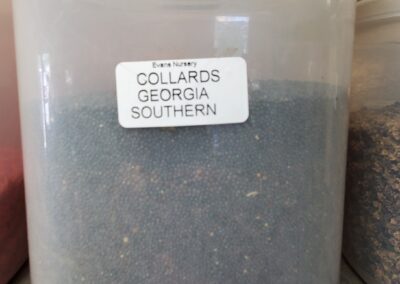 Evans Nursery
COLLARDS
GEORGIA
SOUTHERN